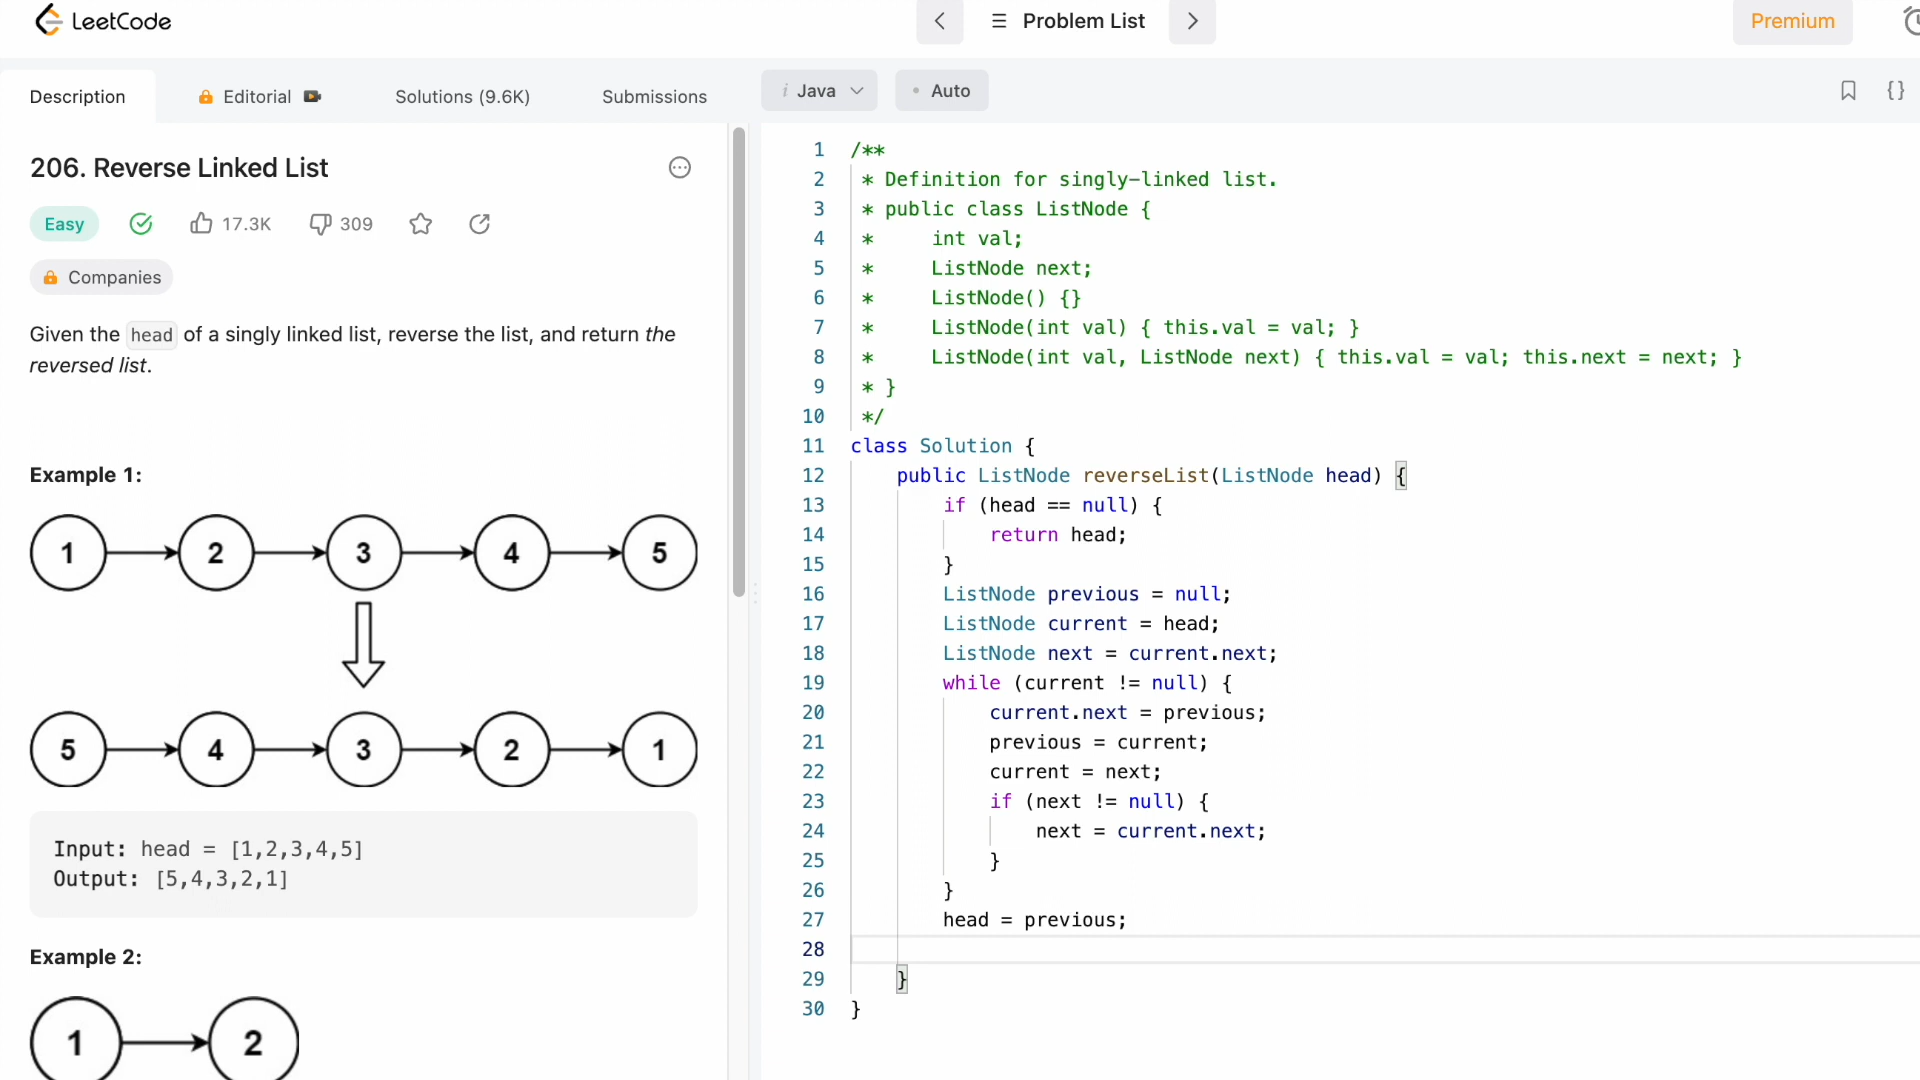 LeetCode
Problem List
Premium
Description
Editorial
Solutions (9.6K)
Submissions
i Java
• Auto
{}
206. Reverse Linked List
Easy
17.3K
309
Companies
Given the head of a singly linked list, reverse the list, and return the
reversed list.
Example 1:
1 2 3 4 5
5 4 3 2 1
Input: head = [1,2,3,4,5]
Output: [5,4,3,2,1]
Example 2:
1 2
1 /**
2 * Definition for singly-linked list.
3 * public class ListNode {
4 *     int val;
5 *     ListNode next;
6 *     ListNode() {}
7 *     ListNode(int val) { this.val = val; }
8 *     ListNode(int val, ListNode next) { this.val = val; this.next = next; }
9 * }
10 */
11 class Solution {
12     public ListNode reverseList(ListNode head) {
13         if (head == null) {
14             return head;
15         }
16         ListNode previous = null;
17         ListNode current = head;
18         ListNode next = current.next;
19         while (current != null) {
20             current.next = previous;
21             previous = current;
22             current = next;
23             if (next != null) {
24                 next = current.next;
25             }
26         }
27         head = previous;
28
29     }
30 }